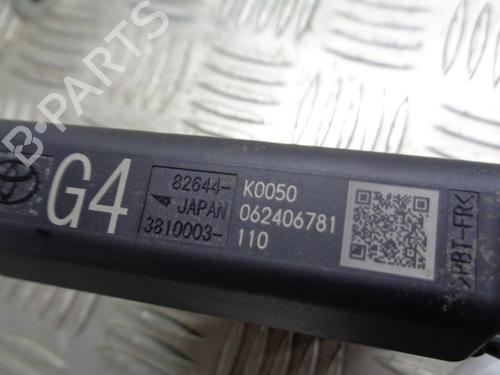 B-PARTS
G4
82644-K0050
JAPAN 062406781
3810003-110
>PBT-FR<